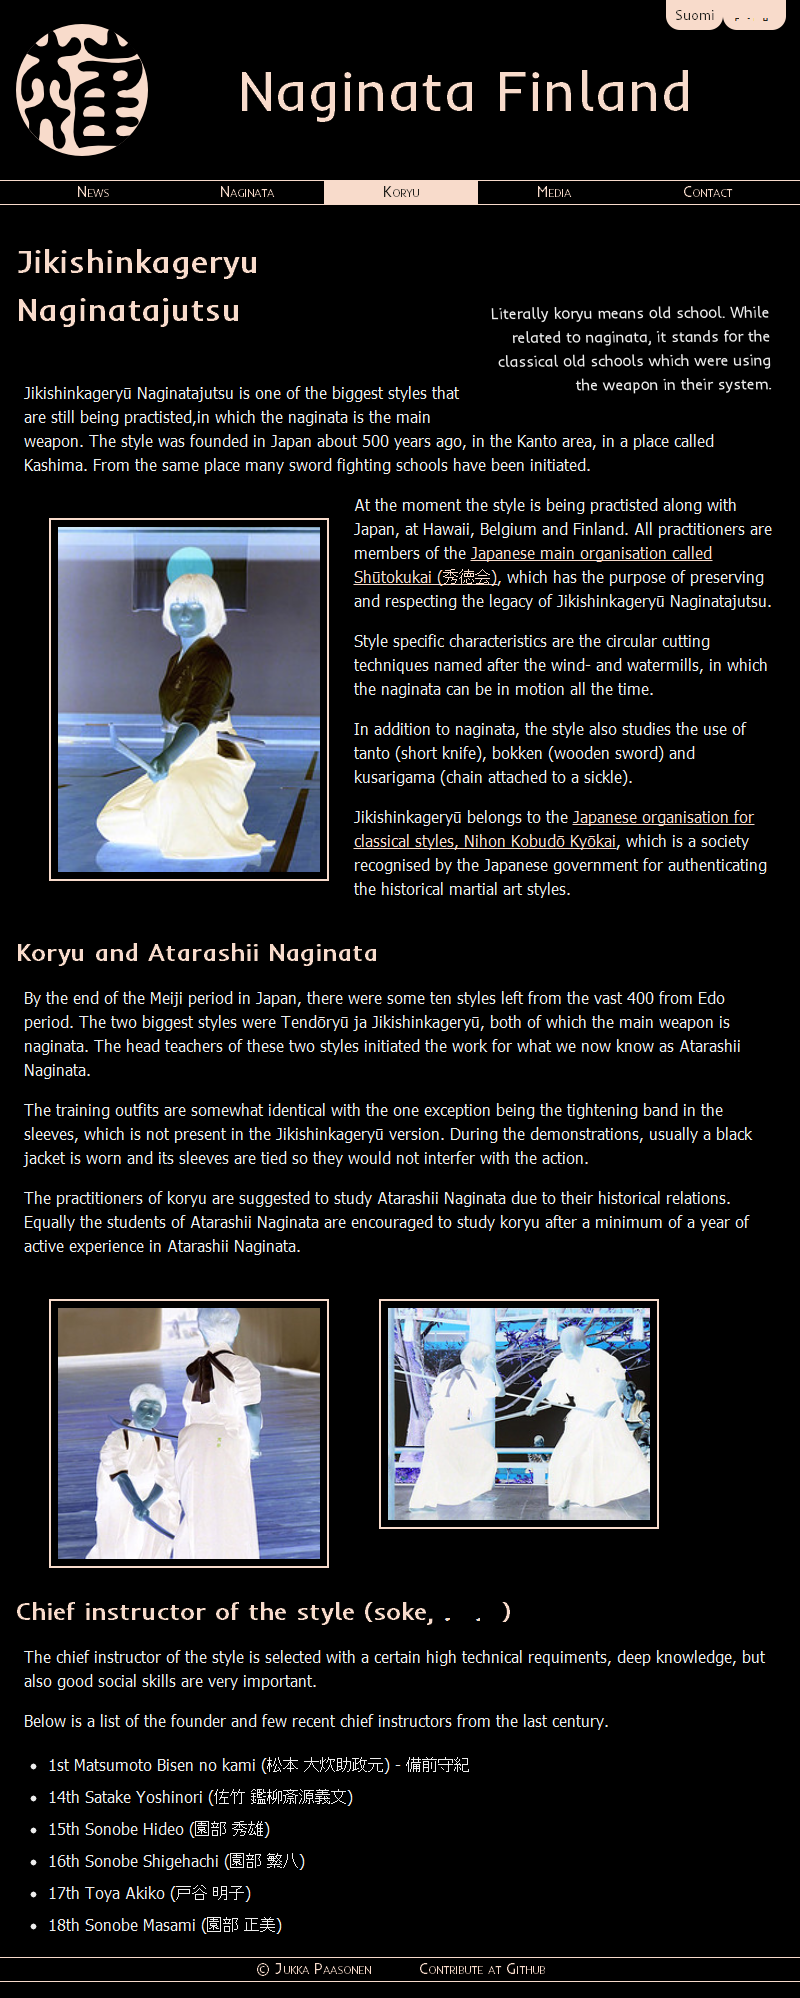 Suomi
Naginata Finland
News Naginata Koryu Media Contact
Jikishinkageryu
Naginatajutsu
Literally koryu means old school. While
related to naginata, it stands for the
classical old schools which were using
the weapon in their system.
Jikishinkageryū Naginatajutsu is one of the biggest styles that
are still being practisted,in which the naginata is the main
weapon. The style was founded in Japan about 500 years ago, in the Kanto area, in a place called
Kashima. From the same place many sword fighting schools have been initiated.
At the moment the style is being practisted along with
Japan, at Hawaii, Belgium and Finland. All practitioners are
members of the Japanese main organisation called
Shūtokukai (秀徳会), which has the purpose of preserving
and respecting the legacy of Jikishinkageryū Naginatajutsu.
Style specific characteristics are the circular cutting
techniques named after the wind- and watermills, in which
the naginata can be in motion all the time.
In addition to naginata, the style also studies the use of
tanto (short knife), bokken (wooden sword) and
kusarigama (chain attached to a sickle).
Jikishinkageryū belongs to the Japanese organisation for
classical styles, Nihon Kobudō Kyōkai, which is a society
recognised by the Japanese government for authenticating
the historical martial art styles.
Koryu and Atarashii Naginata
By the end of the Meiji period in Japan, there were some ten styles left from the vast 400 from Edo
period. The two biggest styles were Tendōryū ja Jikishinkageryū, both of which the main weapon is
naginata. The head teachers of these two styles initiated the work for what we now know as Atarashii
Naginata.
The training outfits are somewhat identical with the one exception being the tightening band in the
sleeves, which is not present in the Jikishinkageryū version. During the demonstrations, usually a black
jacket is worn and its sleeves are tied so they would not interfer with the action.
The practitioners of koryu are suggested to study Atarashii Naginata due to their historical relations.
Equally the students of Atarashii Naginata are encouraged to study koryu after a minimum of a year of
active experience in Atarashii Naginata.
Chief instructor of the style (soke, )
The chief instructor of the style is selected with a certain high technical requiments, deep knowledge, but
also good social skills are very important.
Below is a list of the founder and few recent chief instructors from the last century.
• 1st Matsumoto Bisen no kami (松本 大炊助政元) - 備前守紀
• 14th Satake Yoshinori (佐竹 鑑柳斎源義文)
• 15th Sonobe Hideo (園部 秀雄)
• 16th Sonobe Shigehachi (園部 繁八)
• 17th Toya Akiko (戸谷 明子)
• 18th Sonobe Masami (園部 正美)
© Jukka Paasonen Contribute at Github